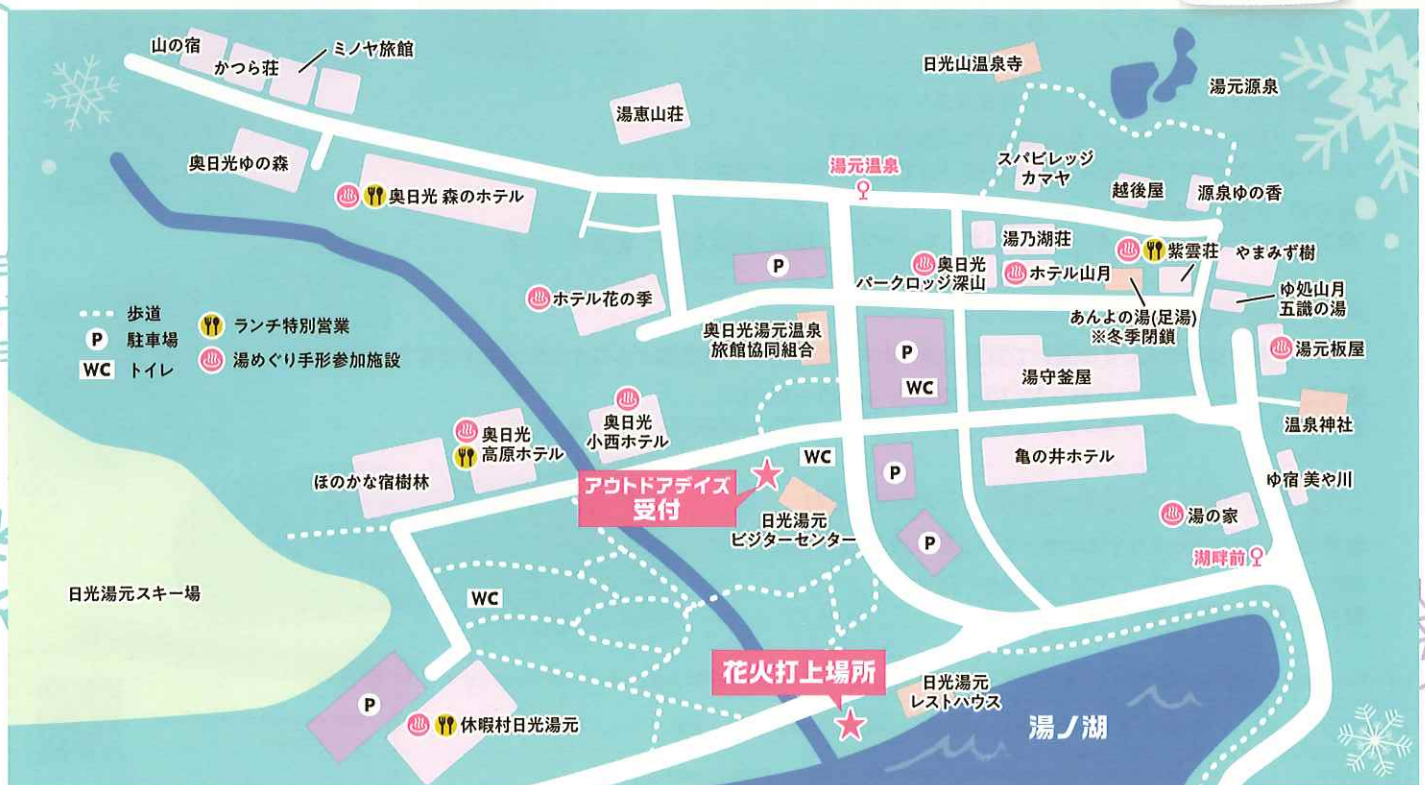 山の宿
かつら荘
ミノヤ旅館
日光山温泉寺
湯元源泉
湯恵山荘
奥日光ゆの森
奥日光 森のホテル
湯元温泉
スパビレッジ
カマヤ
越後屋
源泉ゆの香
湯乃湖荘
紫雲荘
やまみず樹
P
奥日光
パークロッジ深山
ホテル山月
ゆ処山月
五識の湯
あんよの湯(足湯)
※冬季閉鎖
ホテル花の季
歩道
P 駐車場
WC トイレ
ランチ特別営業
湯めぐり手形参加施設
奥日光湯元温泉
旅館協同組合
P
WC
湯守釜屋
湯元板屋
温泉神社
奥日光
小西ホテル
奥日光
高原ホテル
ほのかな宿樹林
アウトドアデイズ
受付
WC
日光湯元
ビジターセンター
P
P
亀の井ホテル
ゆ宿 美や川
湯の家
湖畔前
日光湯元スキー場
WC
花火打上場所
日光湯元
レストハウス
湯ノ湖
P
休暇村日光湯元